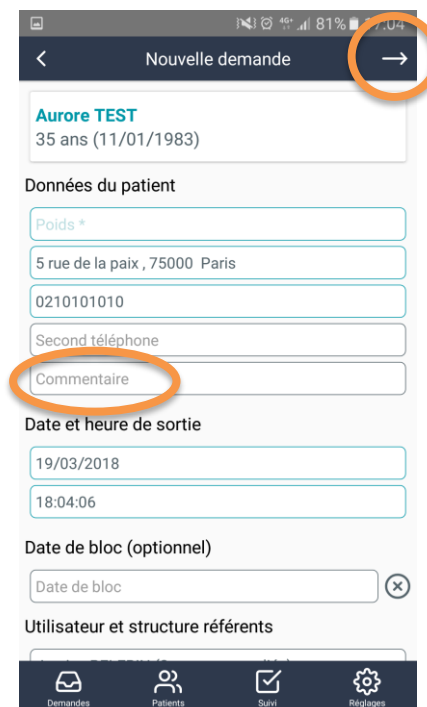 81% 17:04
Nouvelle demande
Aurore TEST
35 ans (11/01/1983)
Données du patient
Poids *
5 rue de la paix , 75000 Paris
0210101010
Second téléphone
Commentaire
Date et heure de sortie
19/03/2018
18:04:06
Date de bloc (optionnel)
Date de bloc
Utilisateur et structure référents
Demandes Patients Suivi Réglages